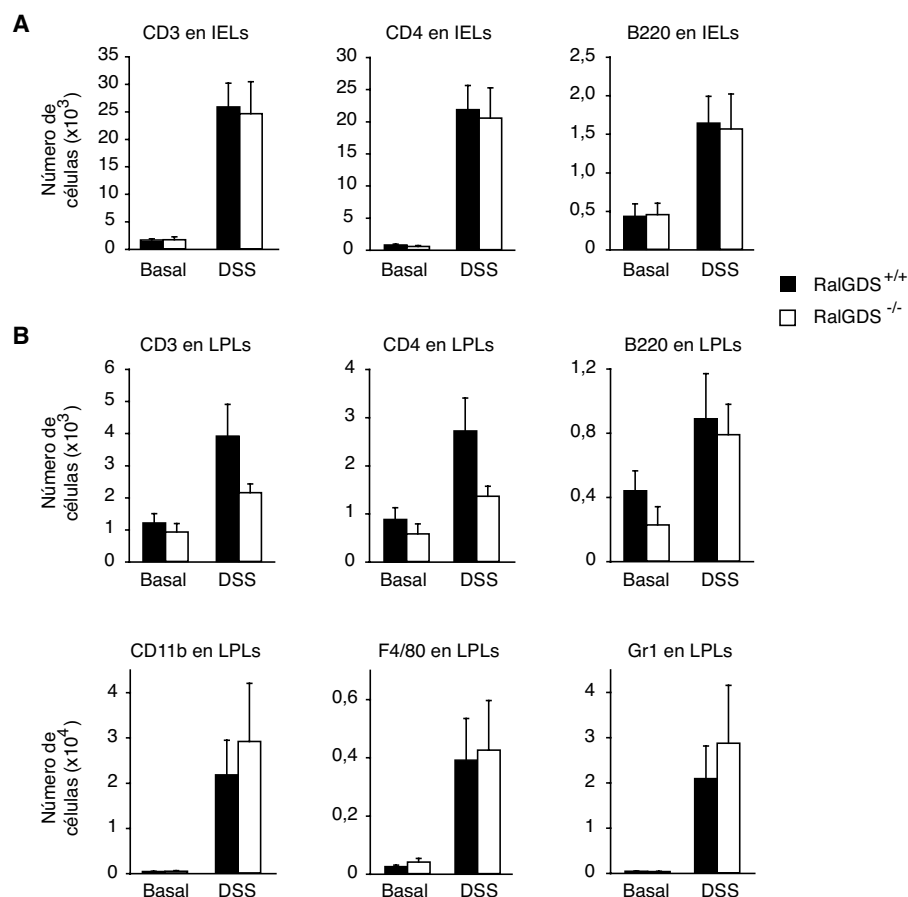 A
CD3 en IELs
CD4 en IELs
B220 en IELs
Número de
células (x10³)
35
30
25
20
15
10
5
0
Basal DSS
25
20
15
10
5
0
Basal DSS
2,5
2,0
1,5
1,0
0,5
0
Basal DSS
RalGDS +/+
RalGDS -/-
B
CD3 en LPLs
CD4 en LPLs
B220 en LPLs
Número de
células (x10³)
6
5
4
3
2
1
0
Basal DSS
4
3
2
1
0
Basal DSS
1,2
0,8
0,4
0
Basal DSS
CD11b en LPLs
F4/80 en LPLs
Gr1 en LPLs
Número de
células (x10⁴)
4
3
2
1
0
Basal DSS
0,6
0,4
0,2
0
Basal DSS
4
3
2
1
0
Basal DSS